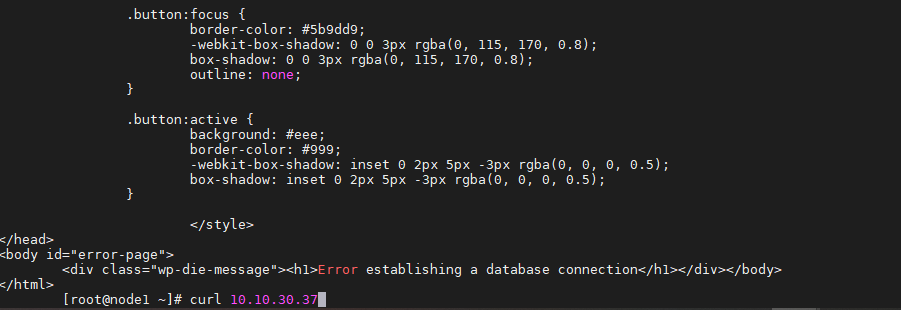 .button:focus {
border-color: #5b9dd9;
-webkit-box-shadow: 0 0 3px rgba(0, 115, 170, 0.8);
box-shadow: 0 0 3px rgba(0, 115, 170, 0.8);
outline: none;
}
.button:active {
background: #eee;
border-color: #999;
-webkit-box-shadow: inset 0 2px 5px -3px rgba(0, 0, 0, 0.5);
box-shadow: inset 0 2px 5px -3px rgba(0, 0, 0, 0.5);
}
</style>
</head>
<body id="error-page">
<div class="wp-die-message"><h1>Error establishing a database connection</h1></div></body>
</html>
[root@node1 ~]# curl 10.10.30.37